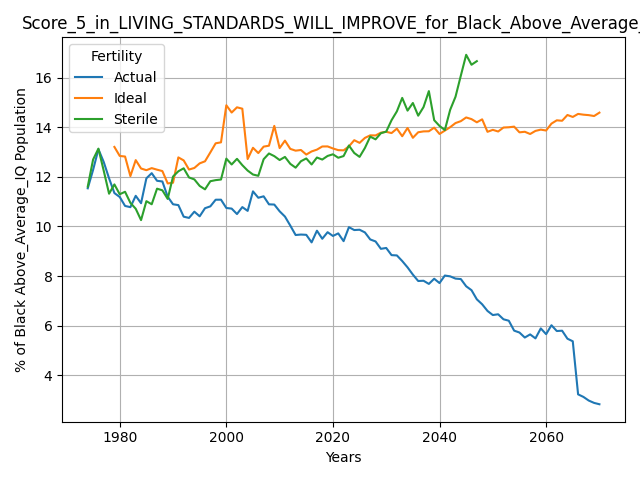 Score_5_in_LIVING_STANDARDS_WILL_IMPROVE_for_Black_Above_Average_
Fertility
Actual
Ideal
Sterile
% of Black Above_Average_IQ Population
16
14
12
10
8
6
4
1980
2000
2020
2040
2060
Years